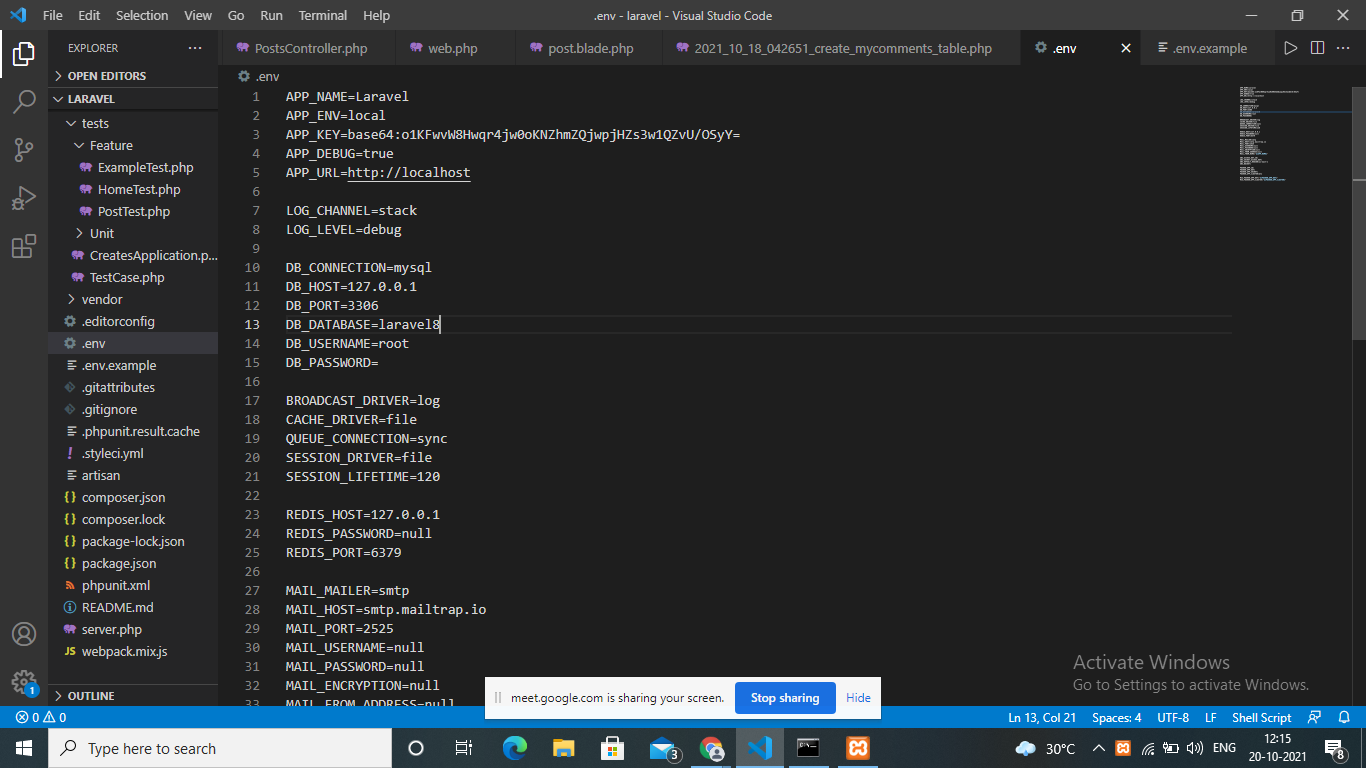 File Edit Selection View Go Run Terminal Help
.env - laravel - Visual Studio Code
EXPLORER
PostsController.php
web.php
post.blade.php
2021_10_18_042651_create_mycomments_table.php
.env
.env.example
OPEN EDITORS
LARAVEL
tests
Feature
ExampleTest.php
HomeTest.php
PostTest.php
Unit
CreatesApplication.p...
TestCase.php
vendor
.editorconfig
.env
.env.example
.gitattributes
.gitignore
.phpunit.result.cache
.styleci.yml
artisan
composer.json
composer.lock
package-lock.json
package.json
phpunit.xml
README.md
server.php
JS webpack.mix.js
OUTLINE
.env
1 APP_NAME=Laravel
2 APP_ENV=local
3 APP_KEY=base64:o1KFwvW8Hwqr4jw0oKNZhmZQjwpjHZs3w1QZvU/OSyY=
4 APP_DEBUG=true
5 APP_URL=http://localhost
6
7 LOG_CHANNEL=stack
8 LOG_LEVEL=debug
9
10 DB_CONNECTION=mysql
11 DB_HOST=127.0.0.1
12 DB_PORT=3306
13 DB_DATABASE=laravel8
14 DB_USERNAME=root
15 DB_PASSWORD=
16
17 BROADCAST_DRIVER=log
18 CACHE_DRIVER=file
19 QUEUE_CONNECTION=sync
20 SESSION_DRIVER=file
21 SESSION_LIFETIME=120
22
23 REDIS_HOST=127.0.0.1
24 REDIS_PASSWORD=null
25 REDIS_PORT=6379
26
27 MAIL_MAILER=smtp
28 MAIL_HOST=smtp.mailtrap.io
29 MAIL_PORT=2525
30 MAIL_USERNAME=null
31 MAIL_PASSWORD=null
32 MAIL_ENCRYPTION=null
33 MAIL_FROM_ADDRESS=null
Activate Windows
Go to Settings to activate Windows.
meet.google.com is sharing your screen. Stop sharing Hide
1
0 0
Ln 13, Col 21 Spaces: 4 UTF-8 LF Shell Script
Type here to search
3
30°C
ENG
12:15
20-10-2021
8